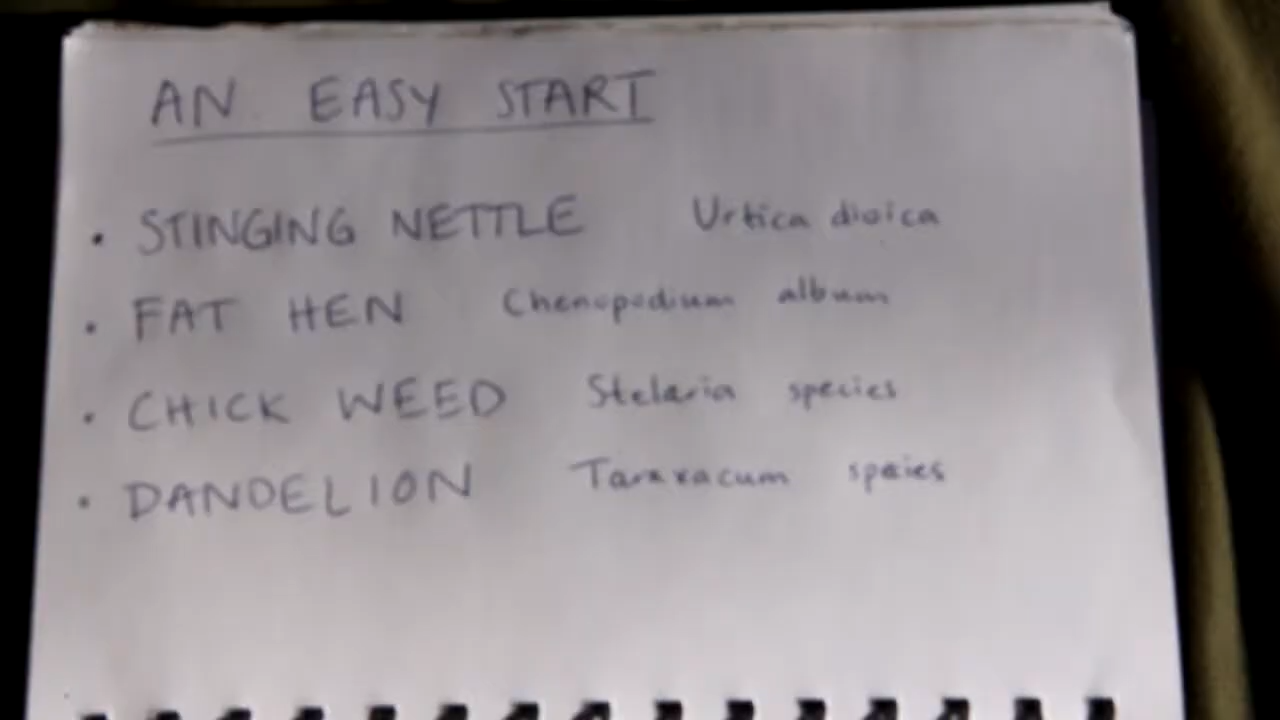 AN EASY START
• STINGING NETTLE Urtica dioica
• FAT HEN Chenopodium album
• CHICK WEED Stelaria species
• DANDELION Taraxacum speies